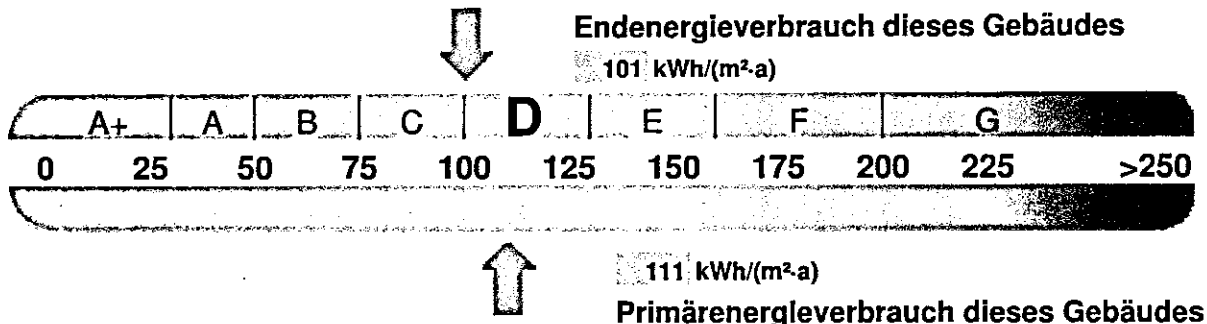 Endenergieverbrauch dieses Gebäudes
101 kWh/(m²·a)
A+ A B C D E F G
0 25 50 75 100 125 150 175 200 225 >250
111 kWh/(m²·a)
Primärenergieverbrauch dieses Gebäudes